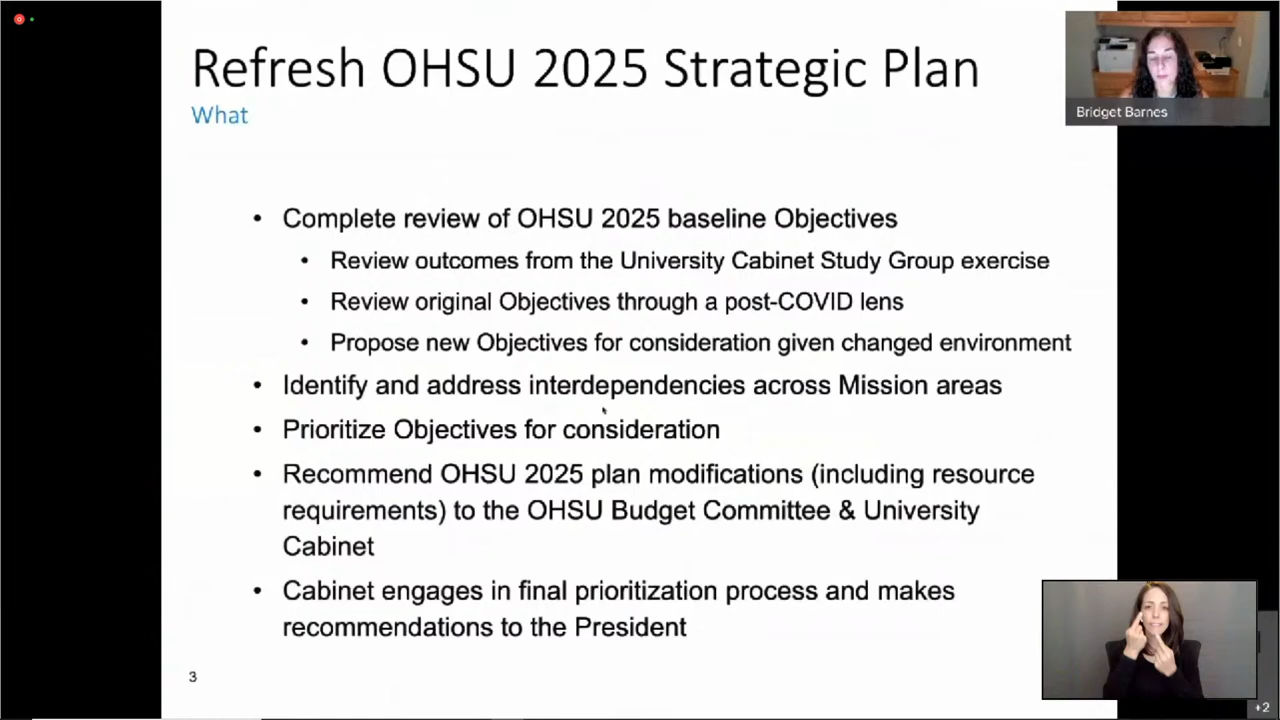 Refresh OHSU 2025 Strategic Plan
What
Bridget Barnes
• Complete review of OHSU 2025 baseline Objectives
• Review outcomes from the University Cabinet Study Group exercise
• Review original Objectives through a post-COVID lens
• Propose new Objectives for consideration given changed environment
• Identify and address interdependencies across Mission areas
• Prioritize Objectives for consideration
• Recommend OHSU 2025 plan modifications (including resource
requirements) to the OHSU Budget Committee & University
Cabinet
• Cabinet engages in final prioritization process and makes
recommendations to the President
3
+2